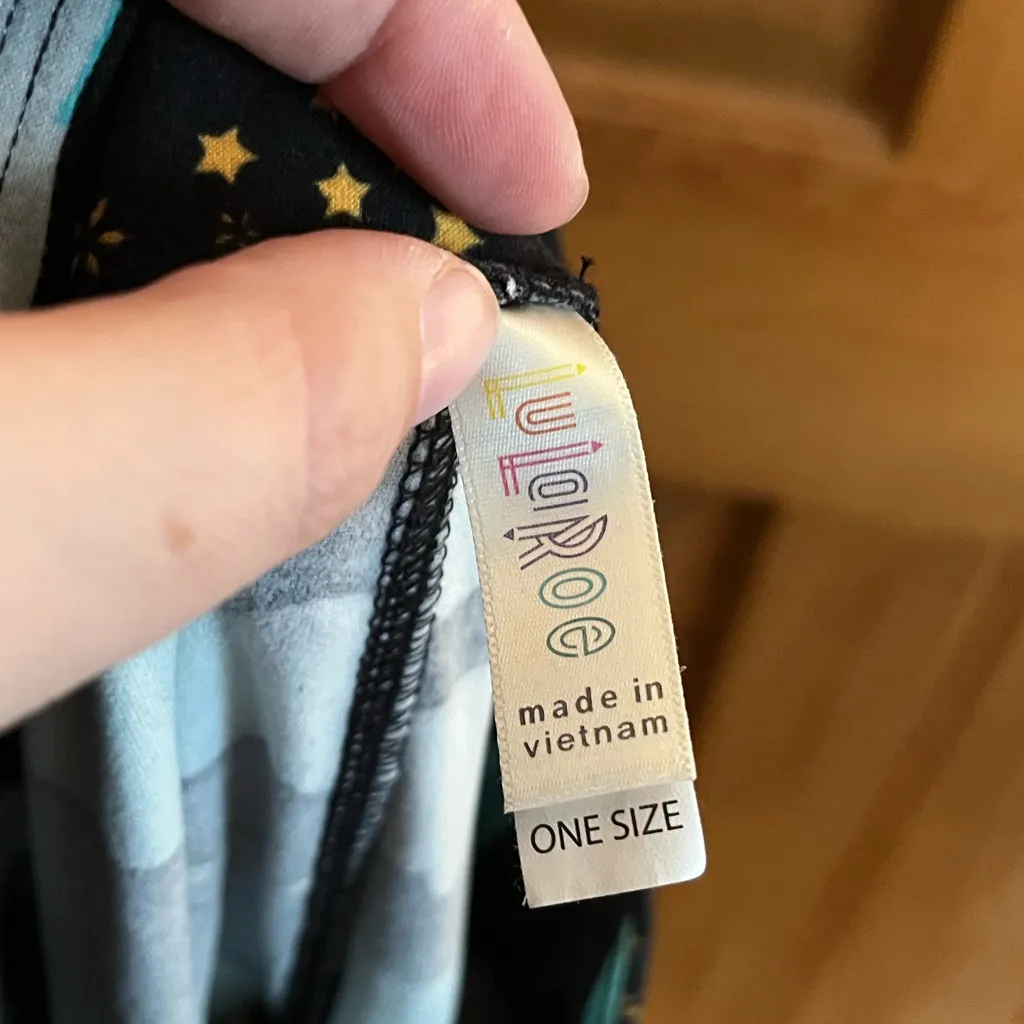 LuLaRoe
made in
vietnam
ONE SIZE